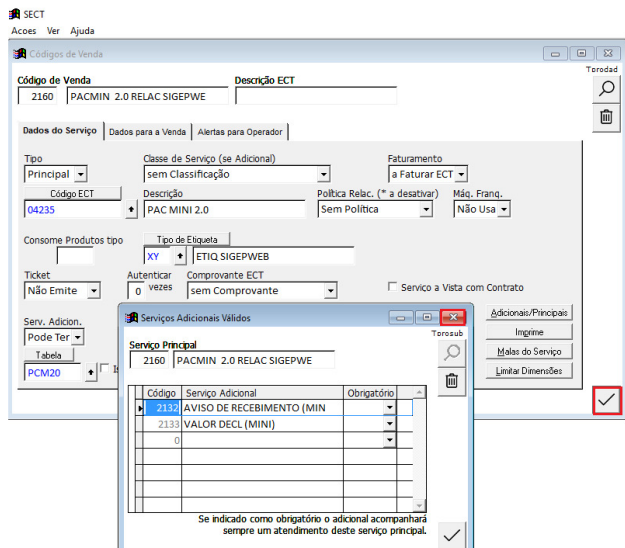 SECT
Acoes Ver Ajuda
Códigos de Venda
Torodad
Código de Venda Descrição ECT
2160 PACMIN 2.0 RELAC SIGEPWE
Dados do Serviço Dados para a Venda Alertas para Operador
Tipo Classe de Serviço (se Adicional) Faturamento
Principal sem Classificação a Faturar ECT
Código ECT Descrição Política Relac. (* a desativar) Máq. Franq.
04235 PAC MINI 2.0 Sem Política Não Usa
Consome Produtos tipo Tipo de Etiqueta
XY ETIQ SIGEPWEB
Ticket Autenticar Comprovante ECT
Não Emite 0 vezes sem Comprovante Serviço a Vista com Contrato
Serv. Adicion.
Pode Ter
Tabela
PCM20
Adicionais/Principais
Imprime
Malas do Serviço
Limitar Dimensões
Serviços Adicionais Válidos
Torosub
Serviço Principal
2160 PACMIN 2.0 RELAC SIGEPWE
Código Serviço Adicional Obrigatório
2132 AVISO DE RECEBIMENTO (MIN
2133 VALOR DECL (MINI)
0
Se indicado como obrigatório o adicional acompanhará
sempre um atendimento deste serviço principal.